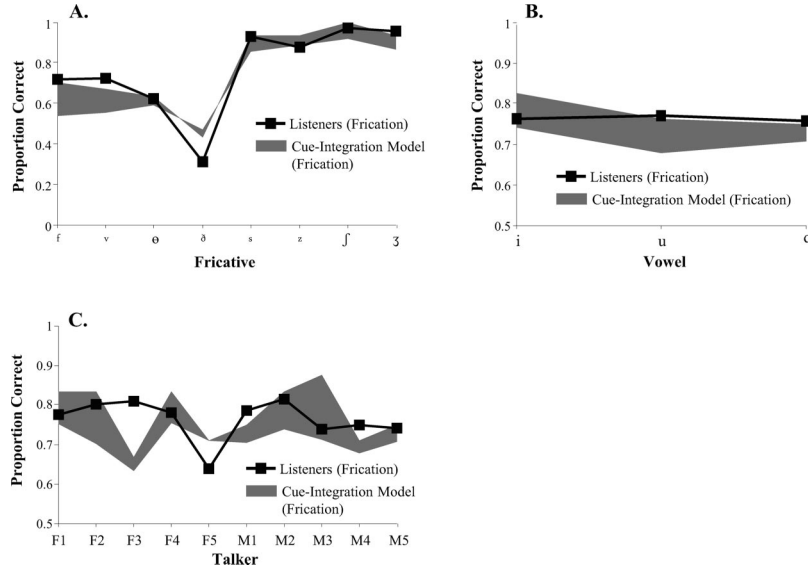 A.
1
0.8
0.6
0.4
0.2
0
Proportion Correct
Listeners (Frication)
Cue-Integration Model
(Frication)
f v ɵ ð s z ʃ ʒ
Fricative
B.
1
0.9
0.8
0.7
0.6
0.5
Proportion Correct
Listeners (Frication)
Cue-Integration Model (Frication)
i u
Vowel
C.
1
0.9
0.8
0.7
0.6
0.5
Proportion Correct
Listeners (Frication)
Cue-Integration Model
(Frication)
F1 F2 F3 F4 F5 M1 M2 M3 M4 M5
Talker